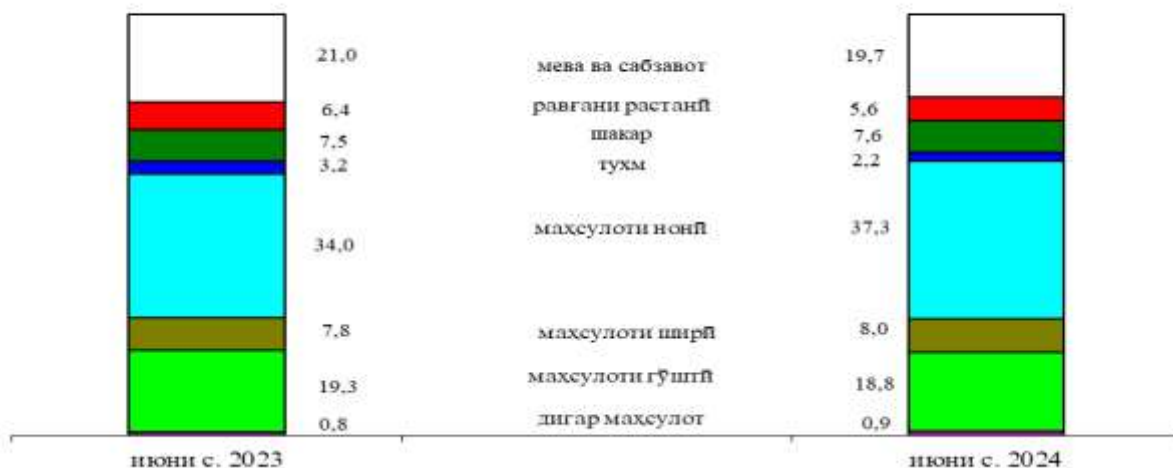 21,0 мева ва сабзавот 19,7
6,4 равғани растанӣ 5,6
7,5 шакар 7,6
3,2 тухм 2,2
34,0 маҳсулоти нонӣ 37,3
7,8 маҳсулоти ширӣ 8,0
19,3 маҳсулоти гӯштӣ 18,8
0,8 дигар маҳсулот 0,9
июни с. 2023 июни с. 2024